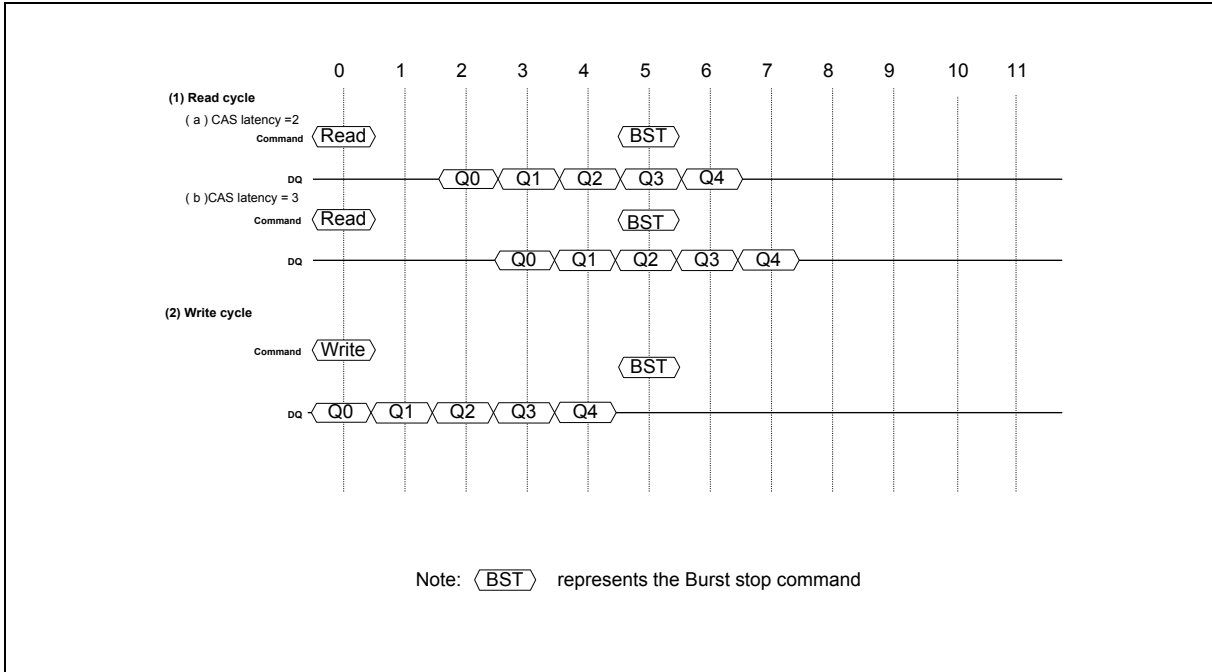 0 1 2 3 4 5 6 7 8 9 10 11
(1) Read cycle
( a ) CAS latency =2
Command Read BST
DQ Q0 Q1 Q2 Q3 Q4
( b )CAS latency = 3
Command Read BST
DQ Q0 Q1 Q2 Q3 Q4
(2) Write cycle
Command Write BST
DQ Q0 Q1 Q2 Q3 Q4
Note: BST represents the Burst stop command